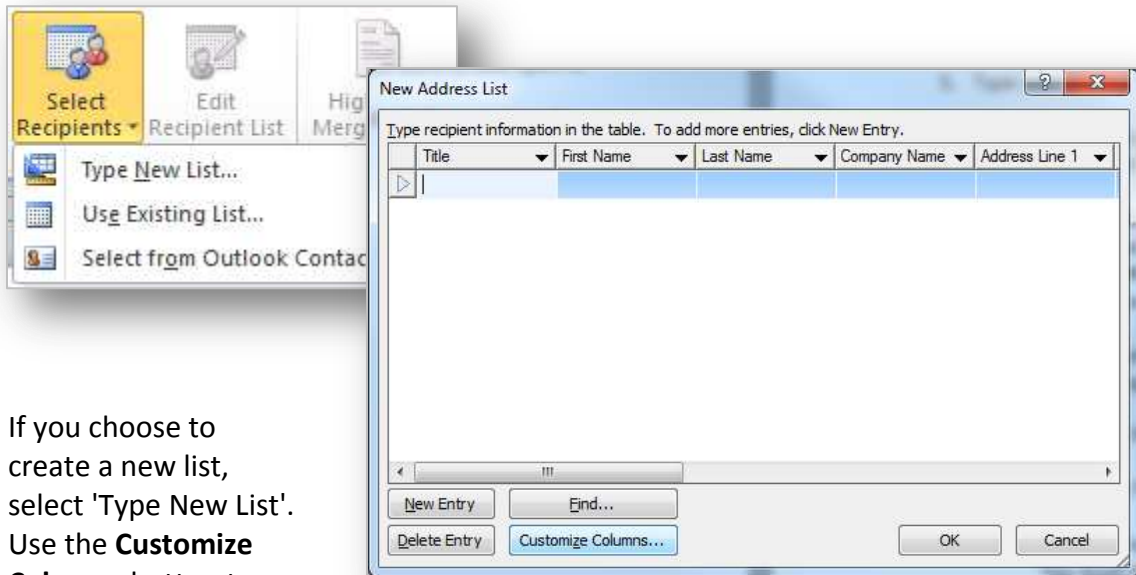 Select
Recipients
Edit
Recipient List
Hig
Merg
Type New List...
Use Existing List...
Select from Outlook Contac
New Address List
?
X
Type recipient information in the table. To add more entries, click New Entry.
Title
First Name
Last Name
Company Name
Address Line 1
New Entry
Find...
Delete Entry
Customize Columns...
OK
Cancel
If you choose to
create a new list,
select 'Type New List'.
Use the Customize